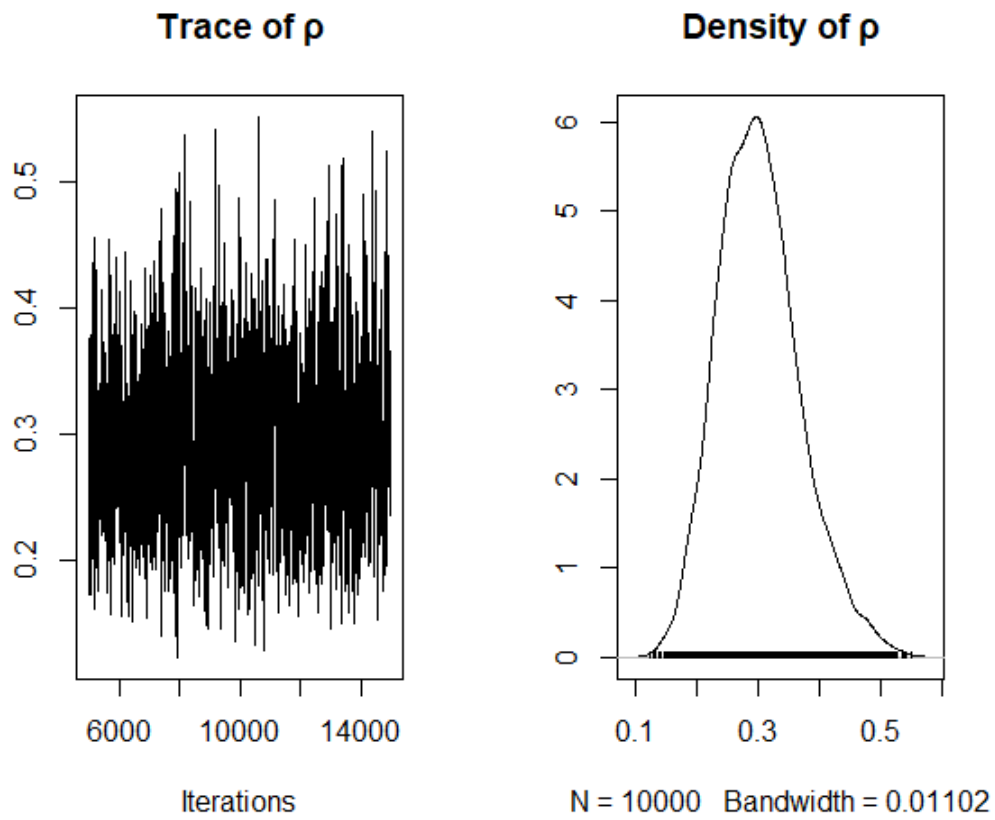 Trace of ρ
0.5
0.4
0.3
0.2
6000 10000 14000
Iterations
Density of ρ
6
5
4
3
2
1
0
0.1 0.3 0.5
N = 10000 Bandwidth = 0.01102